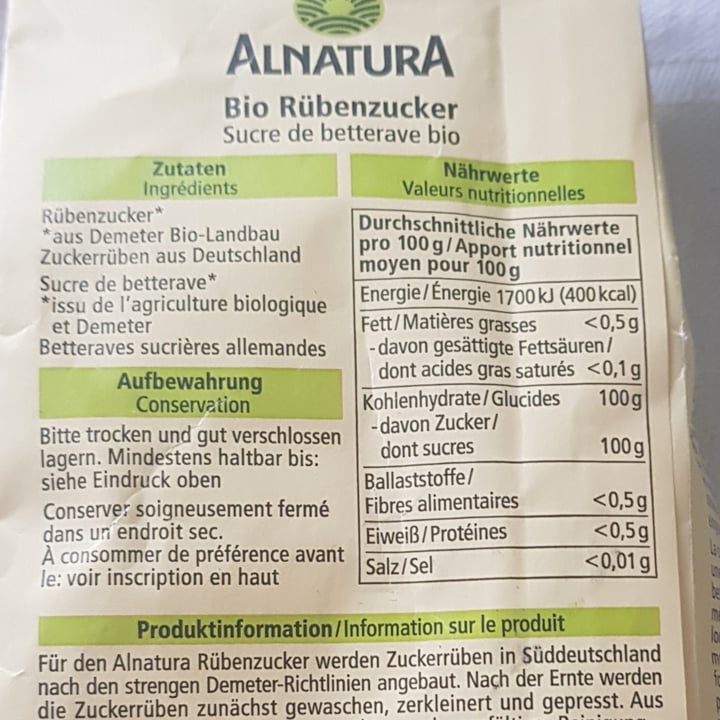 ALNATURA
Bio Rübenzucker
Sucre de betterave bio
Zutaten
Ingrédients
Rübenzucker*
*aus Demeter Bio-Landbau
Zuckerrüben aus Deutschland
Sucre de betterave*
*issu de l'agriculture biologique
et Demeter
Betteraves sucrières allemandes
Aufbewahrung
Conservation
Bitte trocken und gut verschlossen
lagern. Mindestens haltbar bis:
siehe Eindruck oben
Conserver soigneusement fermé
dans un endroit sec.
À consommer de préférence avant
le: voir inscription en haut
Nährwerte
Valeurs nutritionnelles
Durchschnittliche Nährwerte
pro 100 g/Apport nutritionnel
moyen pour 100 g
Energie/Énergie 1700 kJ (400 kcal)
Fett/Matières grasses <0,5 g
-davon gesättigte Fettsäuren/
dont acides gras saturés <0,1 g
Kohlenhydrate/Glucides 100 g
-davon Zucker/
dont sucres 100 g
Ballaststoffe/
Fibres alimentaires <0,5 g
Eiweiß/Protéines <0,5 g
Salz/Sel <0,01 g
Produktinformation/Information sur le produit
Für den Alnatura Rübenzucker werden Zuckerrüben in Süddeutschland
nach den strengen Demeter-Richtlinien angebaut. Nach der Ernte werden
die Zuckerrüben zunächst gewaschen, zerkleinert und gepresst. Aus